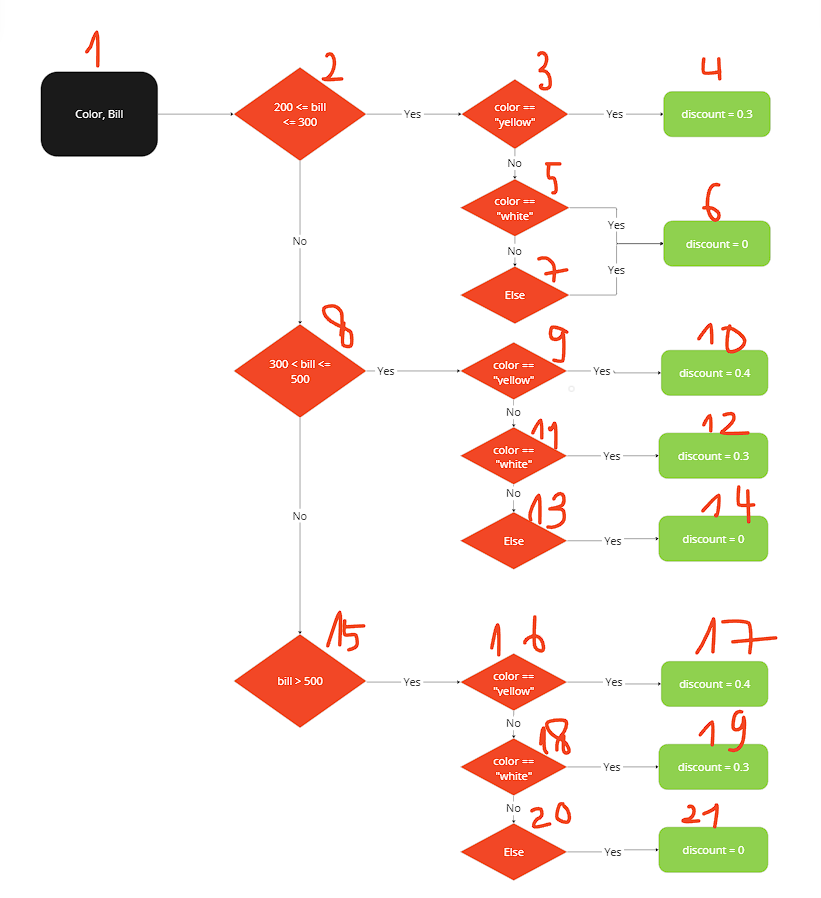 1
2
3
4
Color, Bill
200 <= bill
<= 300
Yes
color ==
"yellow"
Yes
discount = 0.3
No
5
6
color ==
"white"
Yes
discount = 0
No
No
7
Else
Yes
8
9
10
300 < bill <=
500
Yes
color ==
"yellow"
Yes
discount = 0.4
No
11
12
color ==
"white"
Yes
discount = 0.3
No
13
14
No
Else
Yes
discount = 0
15
16
17
bill > 500
Yes
color ==
"yellow"
Yes
discount = 0.4
No
18
19
color ==
"white"
Yes
discount = 0.3
No
20
21
Else
Yes
discount = 0